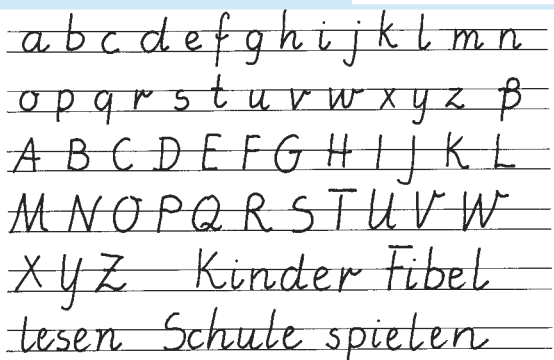 a b c d e f g h i j k l m n
o p q r s t u v w x y z ß
A B C D E F G H I J K L
M N O P Q R S T U V W
X Y Z Kinder Fibel
lesen Schule spielen